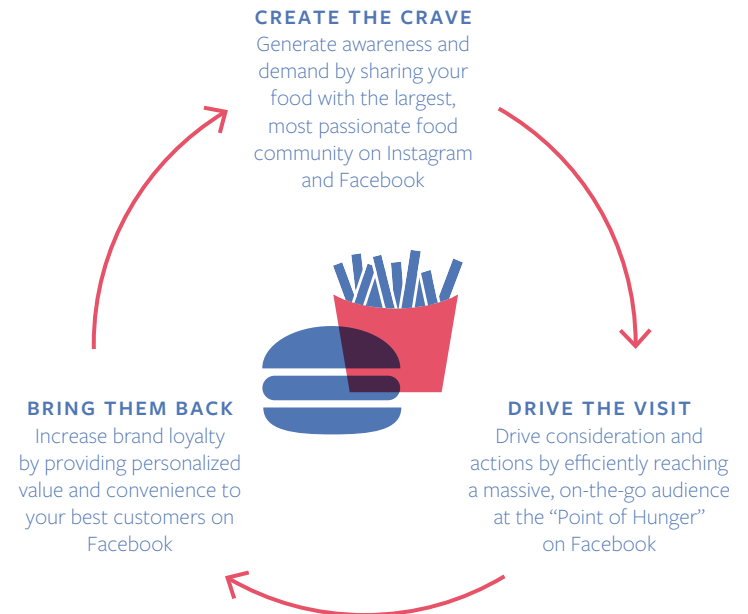 CREATE THE CRAVE
Generate awareness and
demand by sharing your
food with the largest,
most passionate food
community on Instagram
and Facebook
DRIVE THE VISIT
Drive consideration and
actions by efficiently reaching
a massive, on-the-go audience
at the “Point of Hunger”
on Facebook
BRING THEM BACK
Increase brand loyalty
by providing personalized
value and convenience to
your best customers on
Facebook